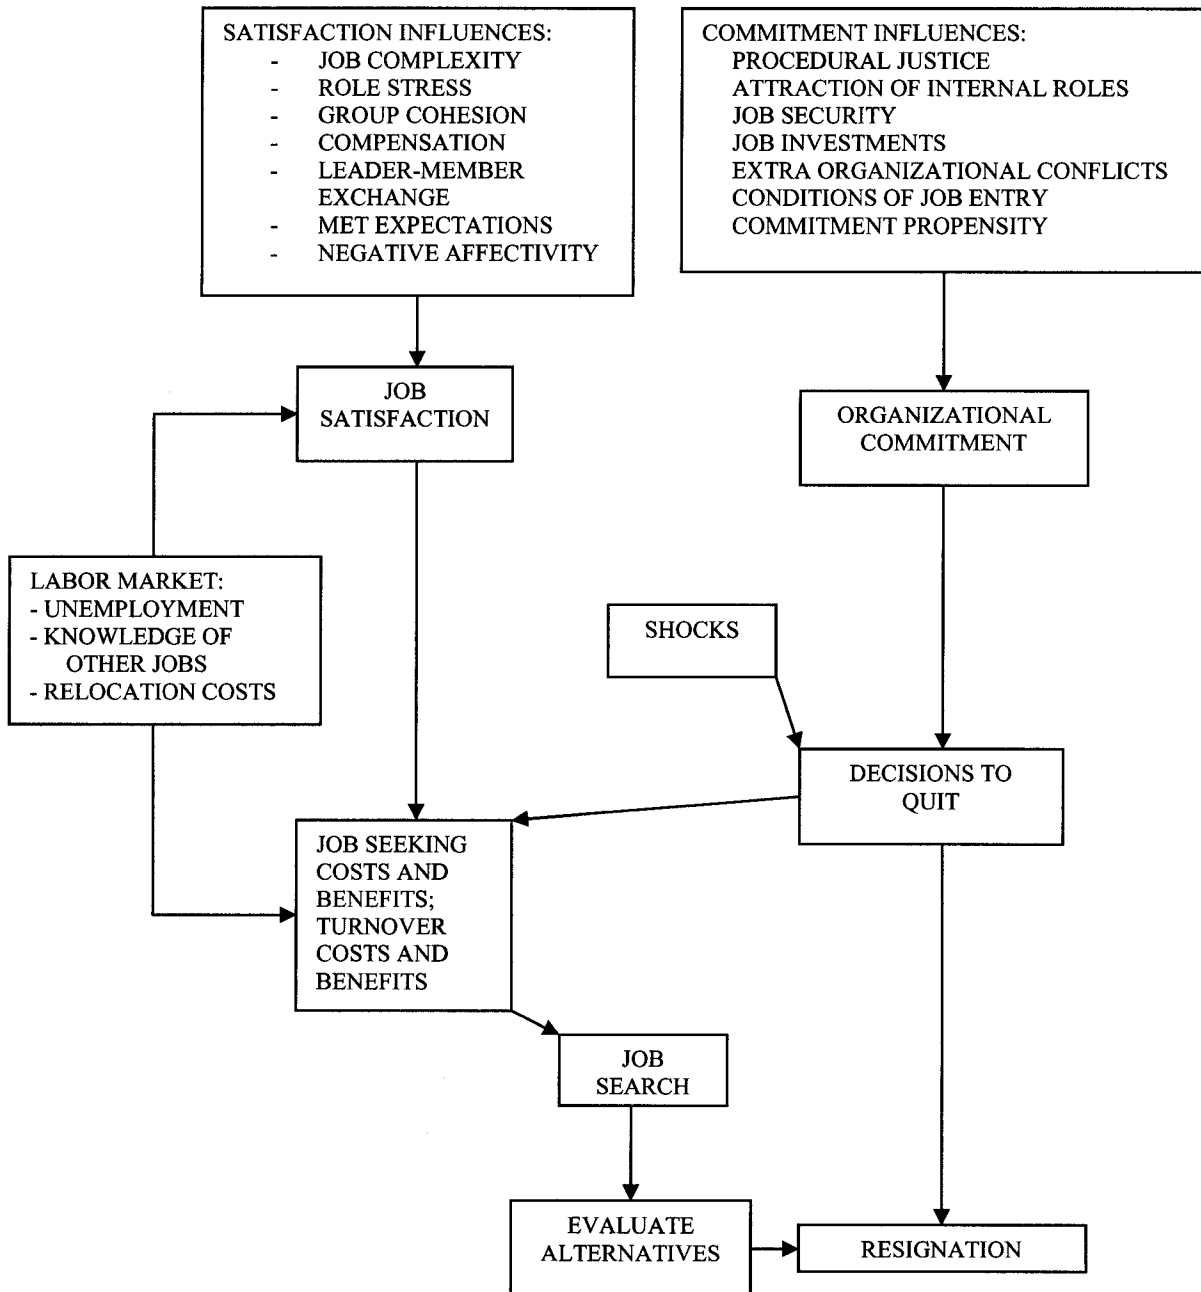 SATISFACTION INFLUENCES:
- JOB COMPLEXITY
- ROLE STRESS
- GROUP COHESION
- COMPENSATION
- LEADER-MEMBER
EXCHANGE
- MET EXPECTATIONS
- NEGATIVE AFFECTIVITY
COMMITMENT INFLUENCES:
PROCEDURAL JUSTICE
ATTRACTION OF INTERNAL ROLES
JOB SECURITY
JOB INVESTMENTS
EXTRA ORGANIZATIONAL CONFLICTS
CONDITIONS OF JOB ENTRY
COMMITMENT PROPENSITY
JOB
SATISFACTION
ORGANIZATIONAL
COMMITMENT
LABOR MARKET:
- UNEMPLOYMENT
- KNOWLEDGE OF
OTHER JOBS
- RELOCATION COSTS
SHOCKS
DECISIONS TO
QUIT
JOB SEEKING
COSTS AND
BENEFITS;
TURNOVER
COSTS AND
BENEFITS
JOB
SEARCH
EVALUATE
ALTERNATIVES
RESIGNATION